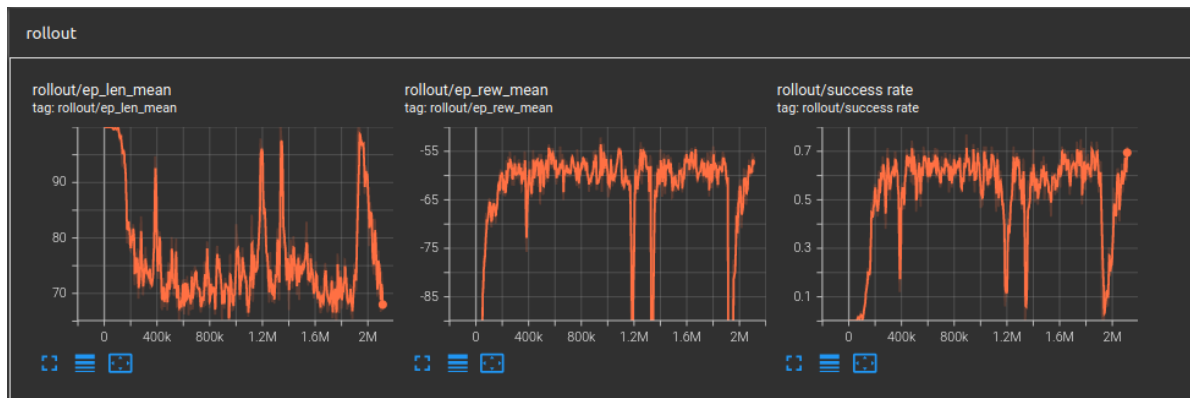 rollout
rollout/ep_len_mean
tag: rollout/ep_len_mean
90
80
70
0 400k 800k 1.2M 1.6M 2M
rollout/ep_rew_mean
tag: rollout/ep_rew_mean
-55
-65
-75
-85
0 400k 800k 1.2M 1.6M 2M
rollout/success rate
tag: rollout/success rate
0.7
0.5
0.3
0.1
0 400k 800k 1.2M 1.6M 2M